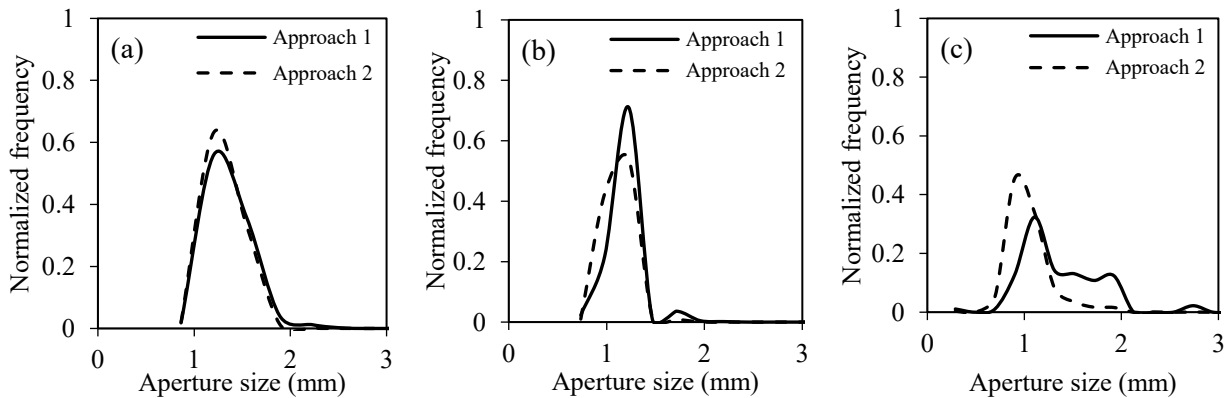 (a)
Approach 1
Approach 2
Normalized frequency
1
0.8
0.6
0.4
0.2
0
0 1 2 3
Aperture size (mm)
(b)
Approach 1
Approach 2
Normalized frequency
1
0.8
0.6
0.4
0.2
0
0 1 2 3
Aperture size (mm)
(c)
Approach 1
Approach 2
Normalized frequency
1
0.8
0.6
0.4
0.2
0
0 1 2 3
Aperture size (mm)